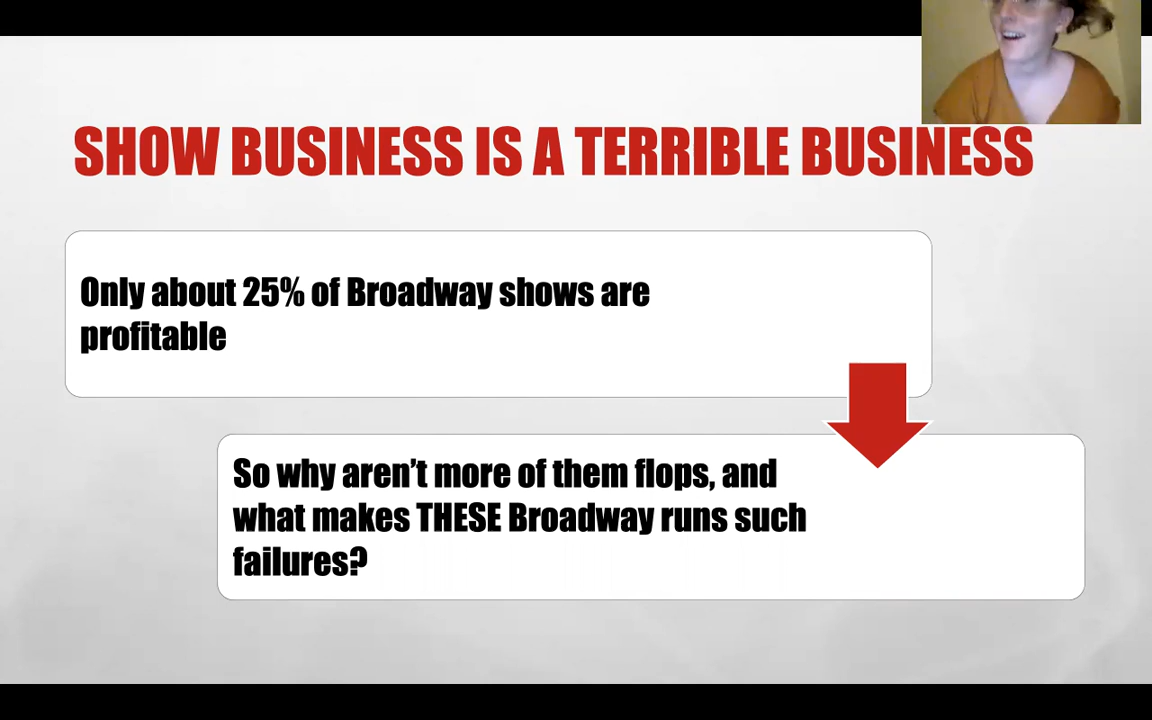 SHOW BUSINESS IS A TERRIBLE BUSINESS
Only about 25% of Broadway shows are
profitable
So why aren’t more of them flops, and
what makes THESE Broadway runs such
failures?